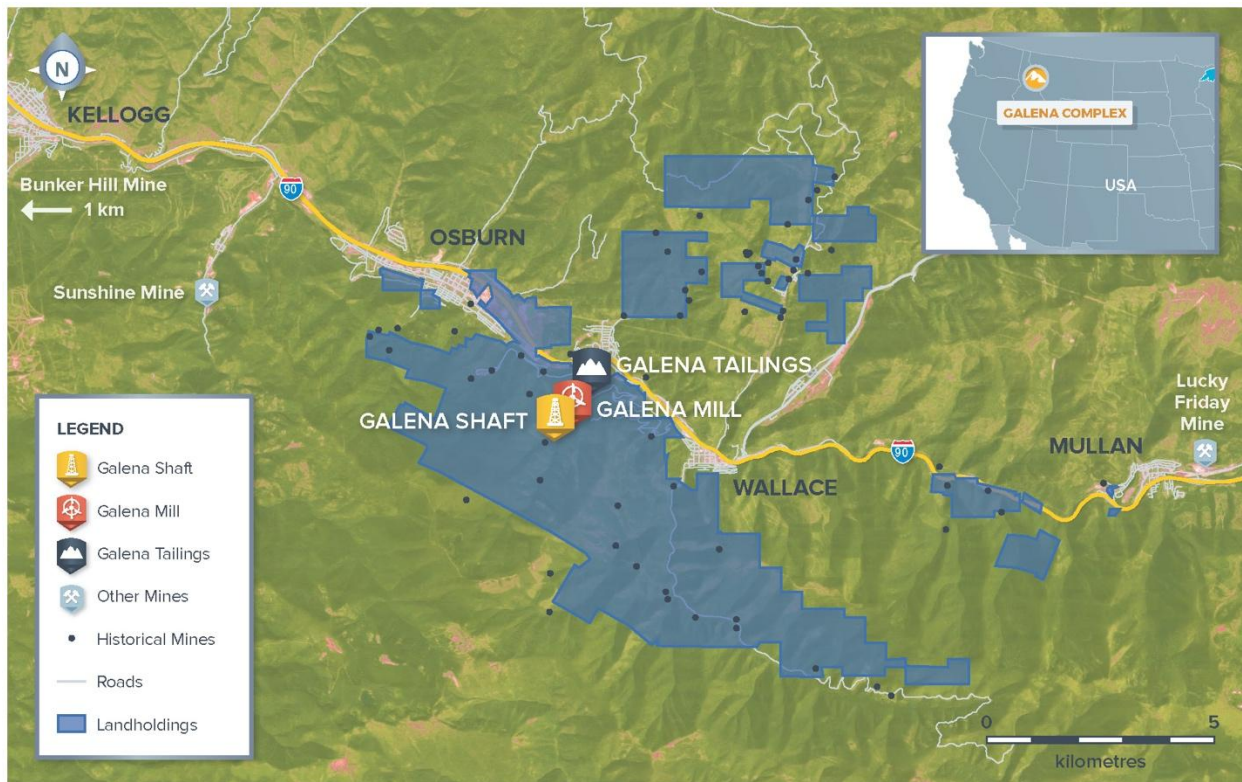 N
KELLOGG
Bunker Hill Mine
1 km
90
OSBURN
Sunshine Mine
GALENA COMPLEX
USA
GALENA TAILINGS
GALENA MILL
GALENA SHAFT
Lucky
Friday
Mine
MULLAN
90
WALLACE
LEGEND
Galena Shaft
Galena Mill
Galena Tailings
Other Mines
Historical Mines
Roads
Landholdings
0
5
kilometres